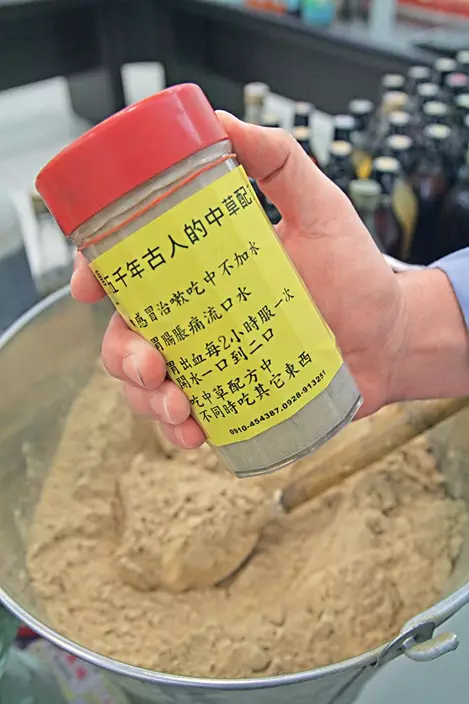 五千年古人的中草配
感冒治嗽吃中不加水
胃腸脹痛流口水
胃出血每2小時服一次
開水一口到二口
吃中草配方中
不同時吃其它東西
0910-454387.0928-913251